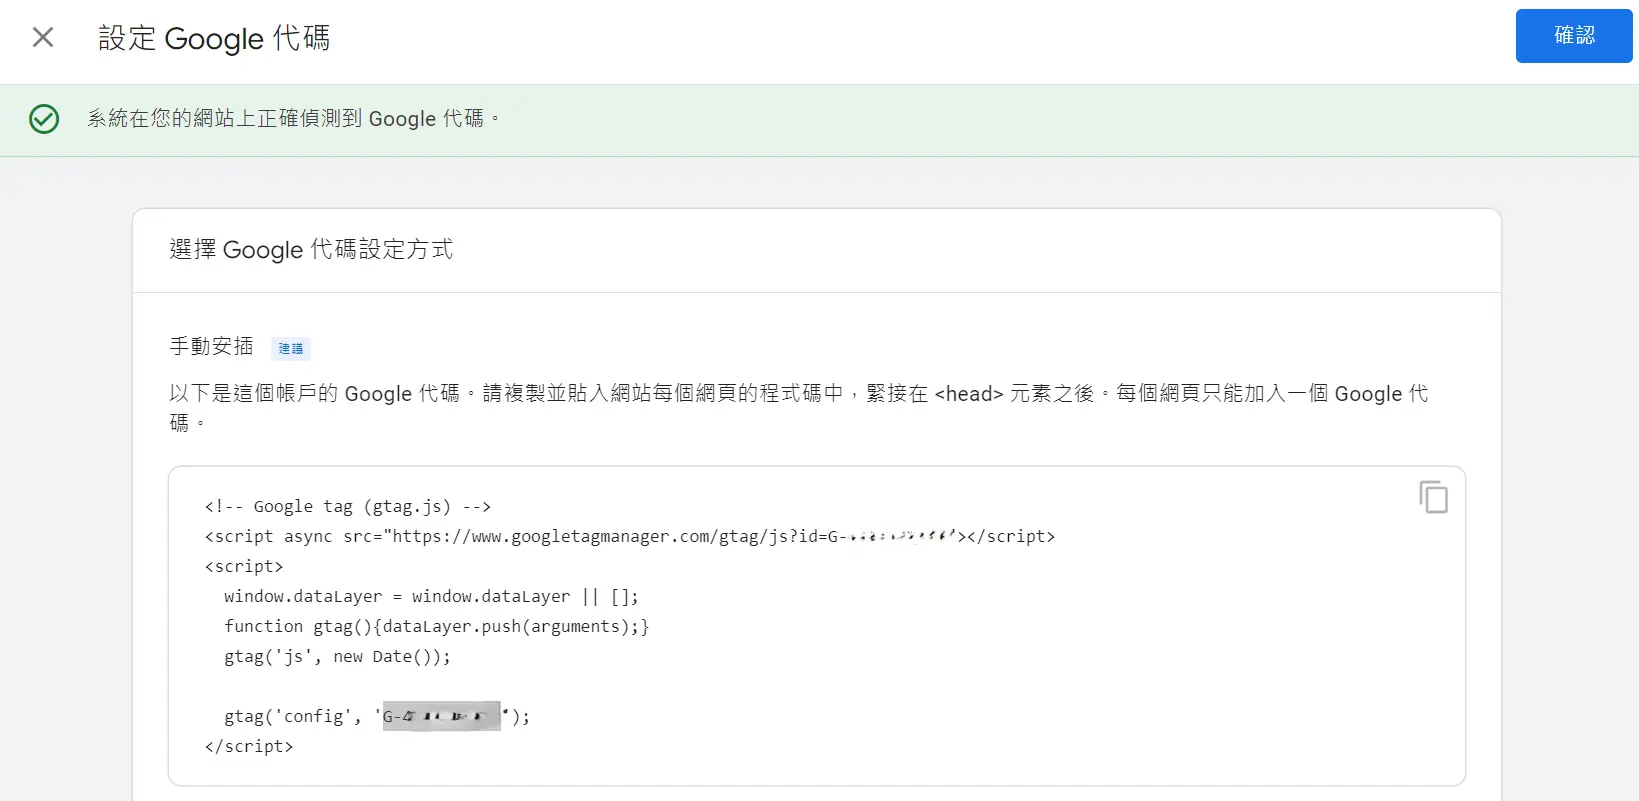 設定 Google 代碼
確認
系統在您的網站上正確偵測到 Google 代碼。
選擇 Google 代碼設定方式
手動安插 建議
以下是這個帳戶的 Google 代碼。請複製並貼入網站每個網頁的程式碼中，緊接在 <head> 元素之後。每個網頁只能加入一個 Google 代
碼。
<!-- Google tag (gtag.js) -->
<script async src="https://www.googletagmanager.com/gtag/js?id=G-"></script>
<script>
window.dataLayer = window.dataLayer || [];
function gtag(){dataLayer.push(arguments);}
gtag('js', new Date());
gtag('config', 'G-');
</script>